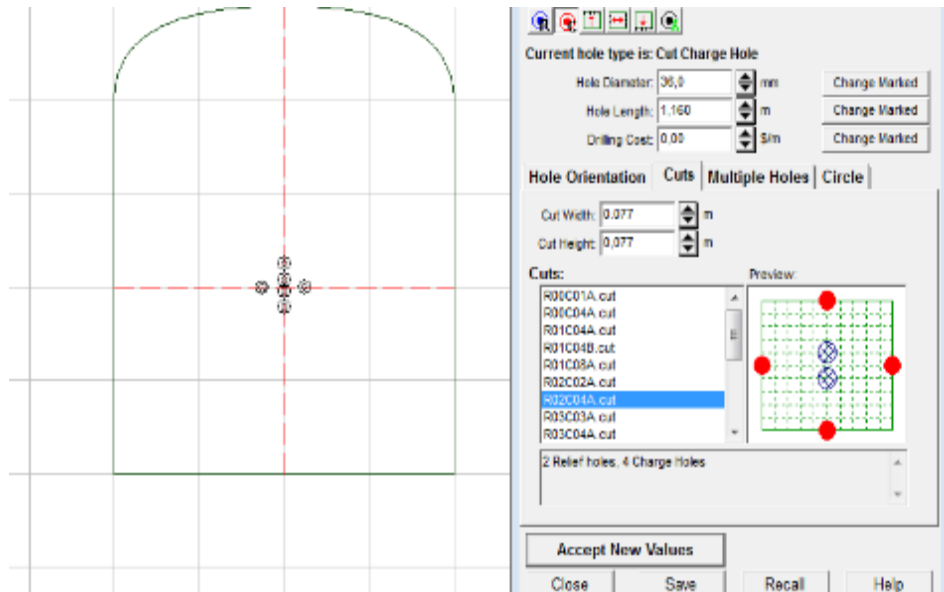 Current hole type is: Cut Charge Hole
Hole Diameter: 36,0 mm Change Marked
Hole Length: 1,160 m Change Marked
Drilling Cost: 0,00 $/m Change Marked
Hole Orientation Cuts Multiple Holes Circle
Cut Width: 0.077 m
Cut Height: 0,077 m
Cuts: Preview:
R00C01A.cut
R00C04A.cut
R01C04A.cut
R01C04B.cut
R01C08A.cut
R02C02A.cut
R02C04A.cut
R03C03A.cut
R03C04A.cut
2 Relief holes, 4 Charge Holes
Accept New Values
Close Save Recall Help